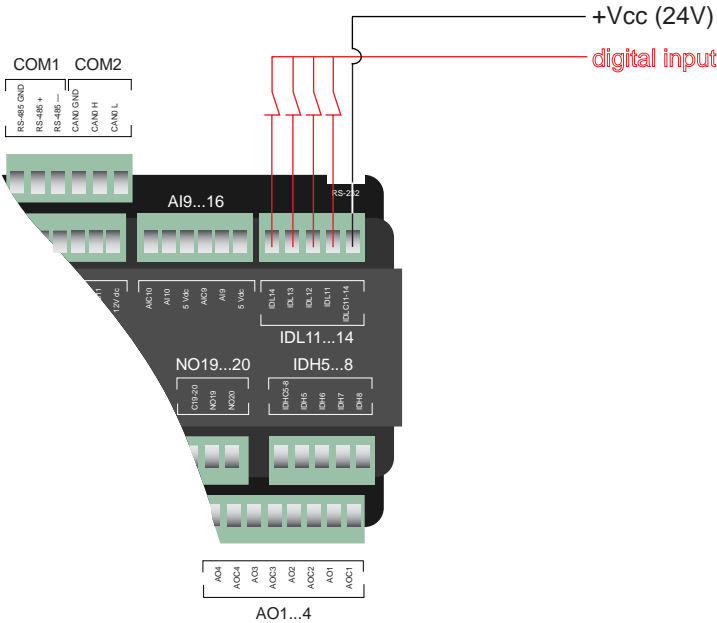 +Vcc (24V)
digital input
COM1 COM2
RS-485 GND
RS-485 +
RS-485 —
CAN0 GND
CAN0 H
CAN0 L
RS-232
AI9...16
12V dc
AIC10
AI10
5 Vdc
AIC9
AI9
5 Vdc
IDL14
IDL13
IDL12
IDL11
IDLC11-14
IDL11...14
NO19...20 IDH5...8
C19-20
NO19
NO20
IDHC5-8
IDH5
IDH6
IDH7
IDH8
AO4
AOC4
AO3
AOC3
AO2
AOC2
AO1
AOC1
AO1...4